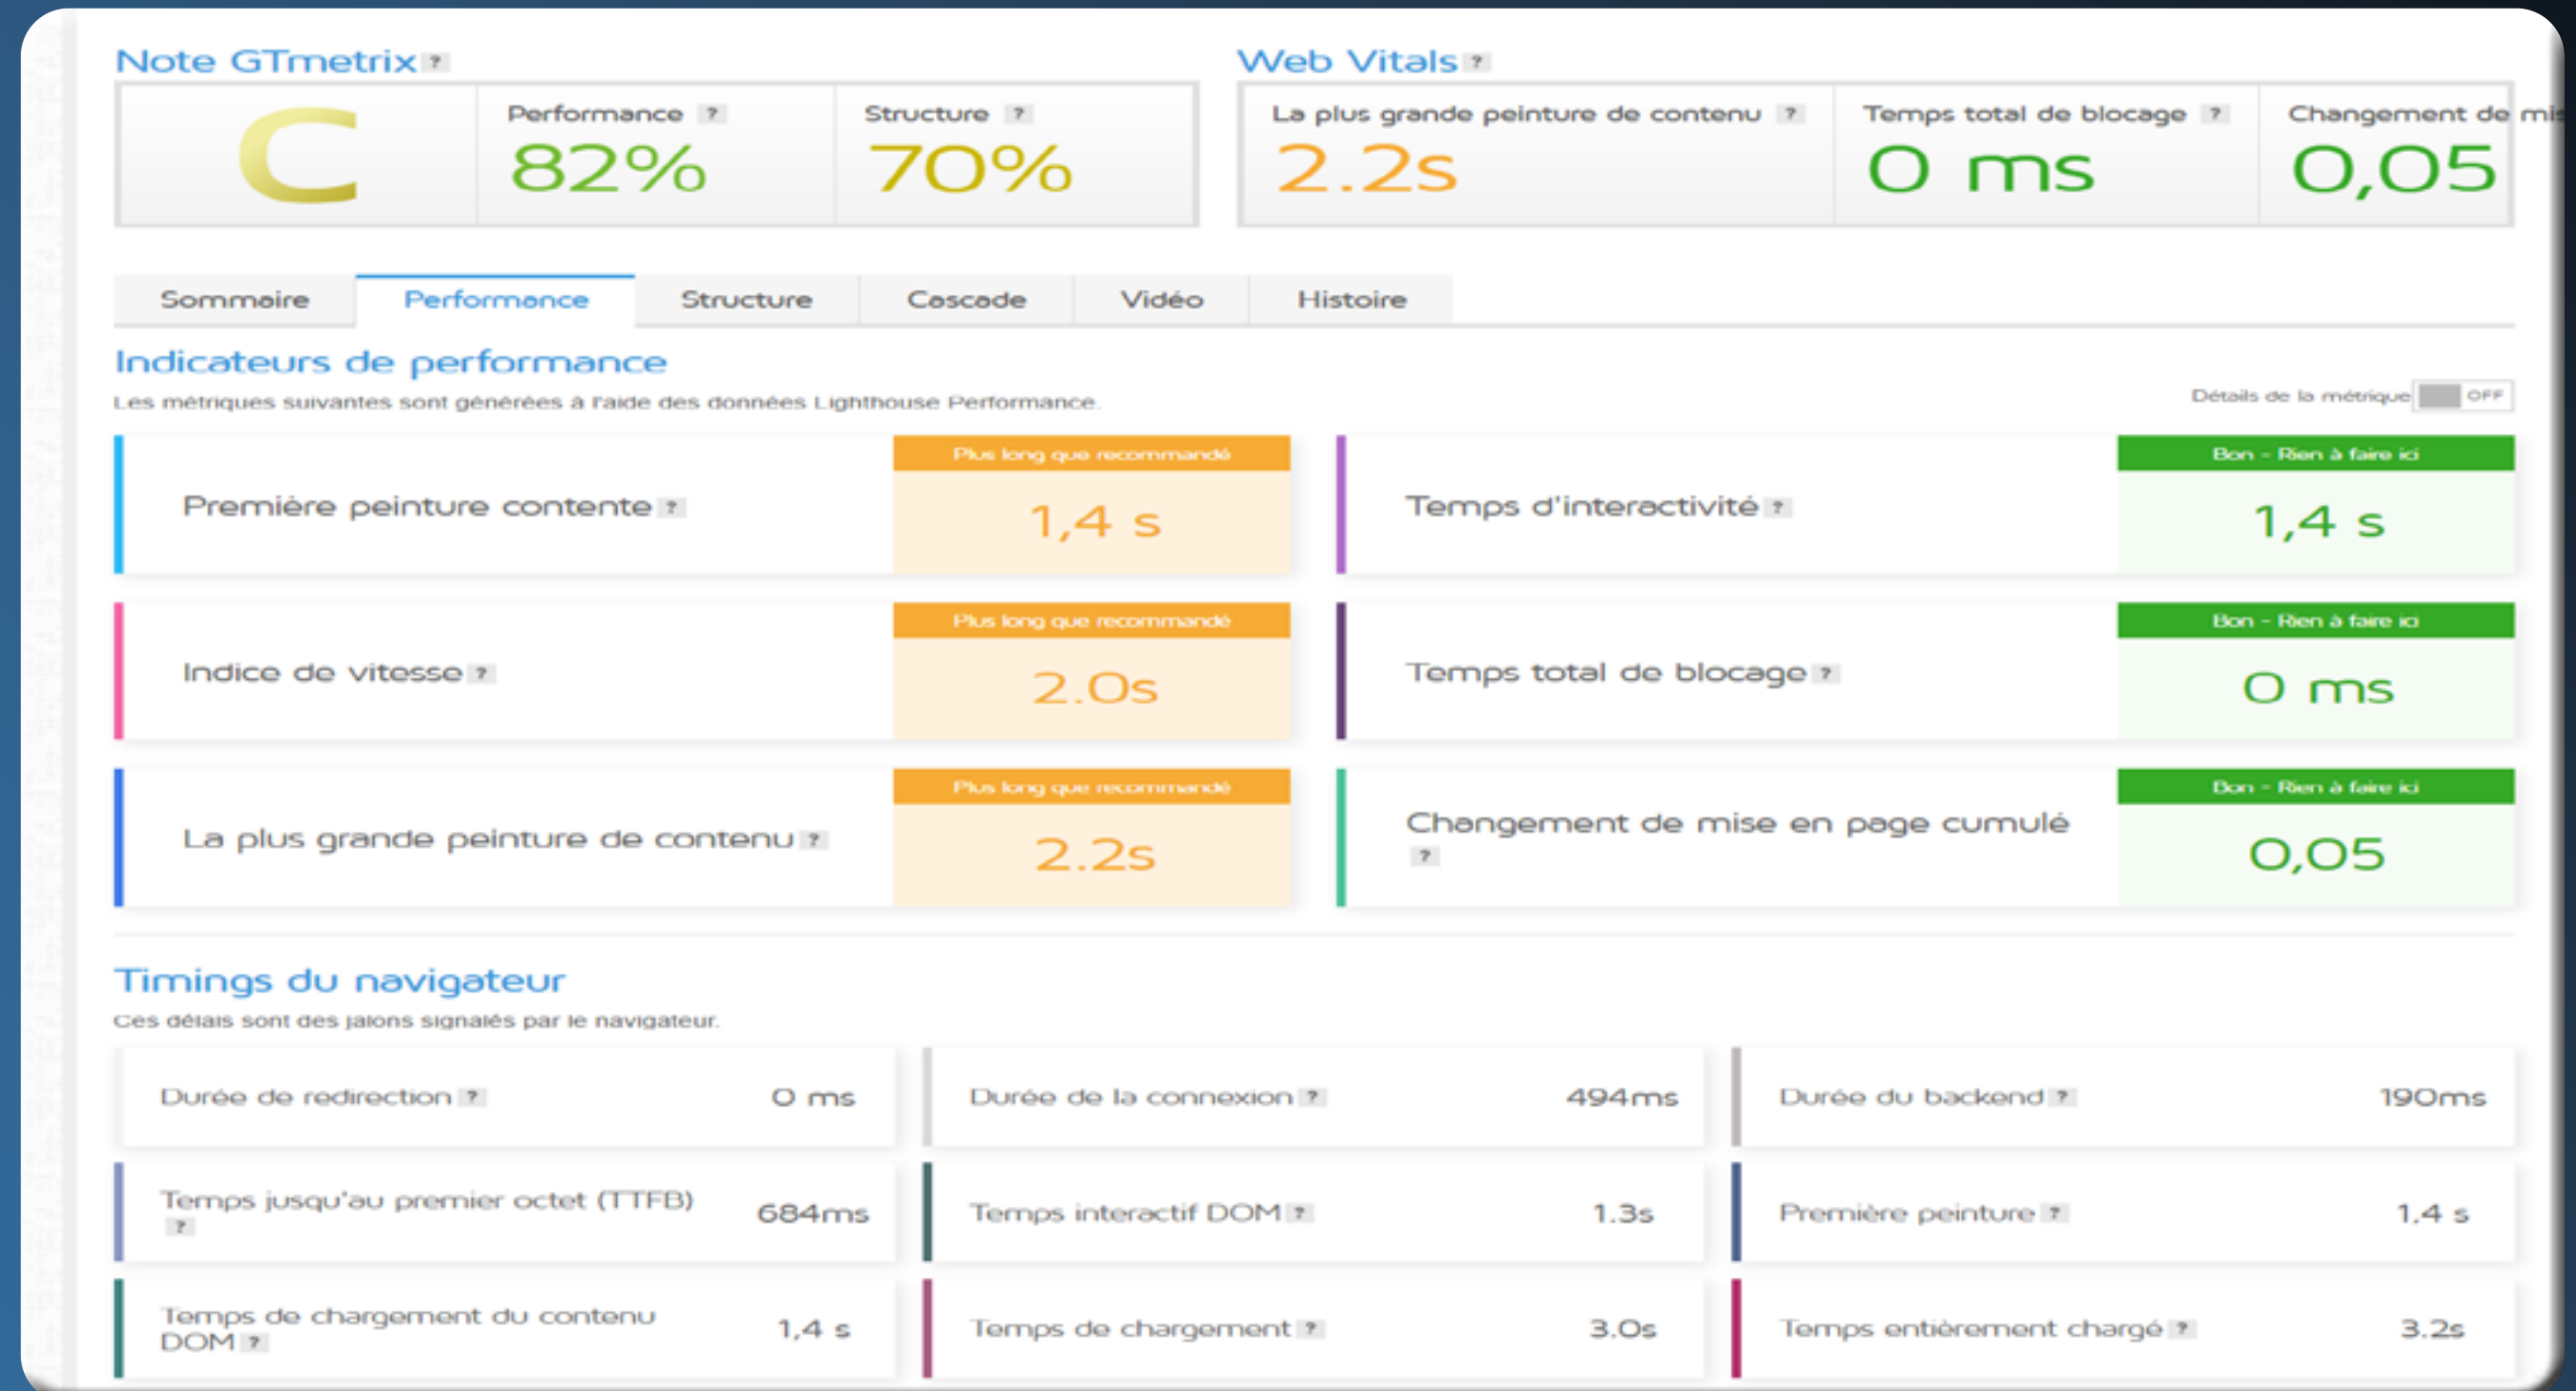 Note GTmetrix ?
Web Vitals ?
C
Performance ?
82%
Structure ?
70%
La plus grande peinture de contenu ?
2.2s
Temps total de blocage ?
0 ms
Changement de mis
0,05
Sommaire
Performance
Structure
Cascade
Vidéo
Histoire
Indicateurs de performance
Les métriques suivantes sont générées à l'aide des données Lighthouse Performance.
Détails de la métrique OFF
Première peinture contente ?
Plus long que recommandé
1,4 s
Temps d'interactivité ?
Bon - Rien à faire ici
1,4 s
Indice de vitesse ?
Plus long que recommandé
2.0s
Temps total de blocage ?
Bon - Rien à faire ici
0 ms
La plus grande peinture de contenu ?
Plus long que recommandé
2.2s
Changement de mise en page cumulé
?
Bon - Rien à faire ici
0,05
Timings du navigateur
Ces délais sont des jalons signalés par le navigateur.
Durée de redirection ?
0 ms
Durée de la connexion ?
494ms
Durée du backend ?
190ms
Temps jusqu'au premier octet (TTFB)
?
684ms
Temps interactif DOM ?
1.3s
Première peinture ?
1,4 s
Temps de chargement du contenu
DOM ?
1,4 s
Temps de chargement ?
3.0s
Temps entièrement chargé ?
3.2s